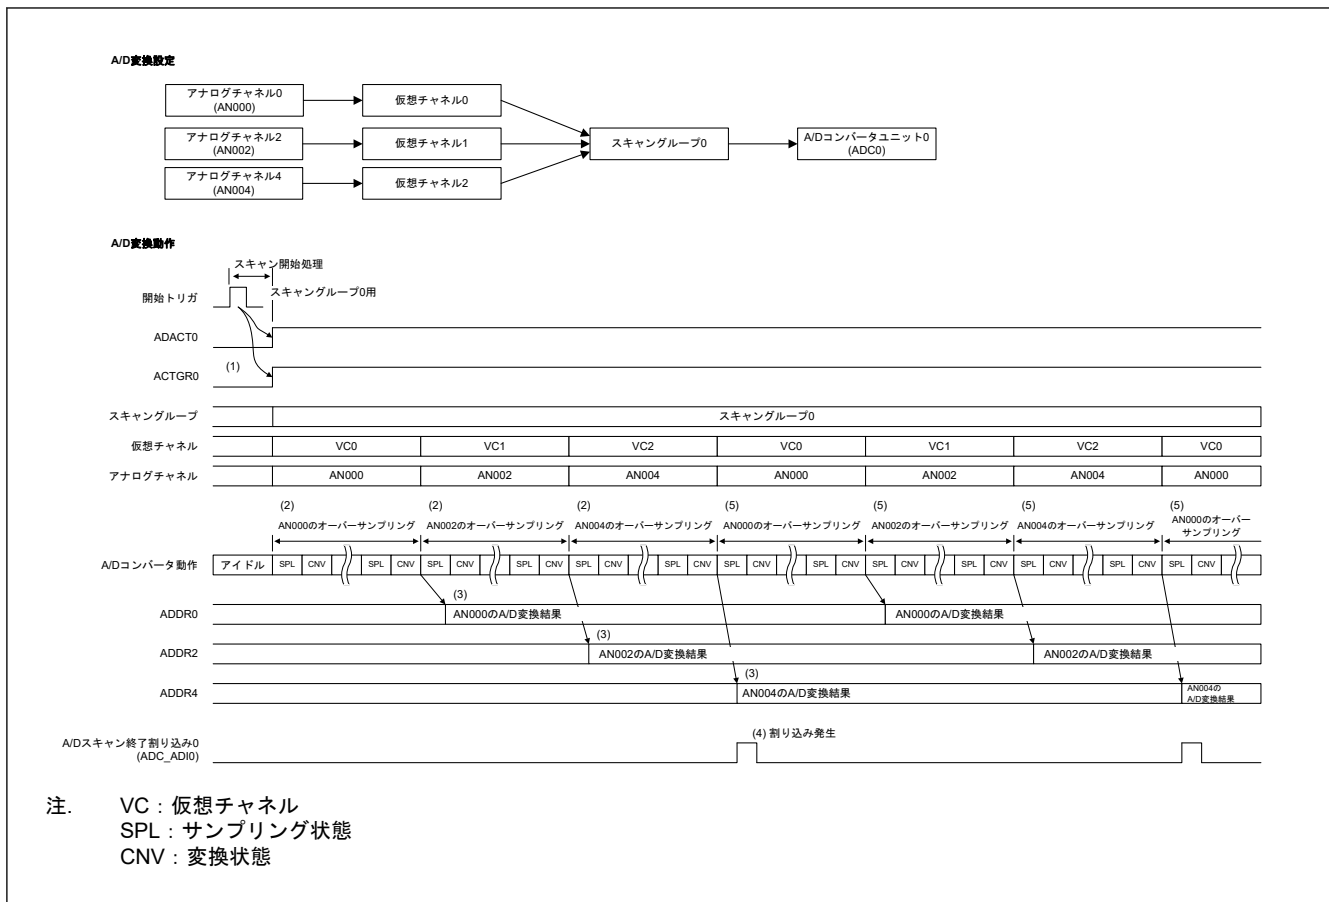 A/D変換設定
アナログチャネル0
(AN000)
仮想チャネル0
アナログチャネル2
(AN002)
仮想チャネル1
スキャングループ0
A/Dコンバータユニット0
(ADC0)
アナログチャネル4
(AN004)
仮想チャネル2
A/D変換動作
スキャン開始処理
開始トリガ
スキャングループ0用
ADACT0
(1)
ACTGR0
スキャングループ
スキャングループ0
仮想チャネル
VC0 VC1 VC2 VC0 VC1 VC2 VC0
アナログチャネル
AN000 AN002 AN004 AN000 AN002 AN004 AN000
(2) (2) (2) (5) (5) (5) (5)
AN000のオーバーサンプリング AN002のオーバーサンプリング AN004のオーバーサンプリング AN000のオーバーサンプリング AN002のオーバーサンプリング AN004のオーバーサンプリング AN000のオーバー
サンプリング
A/Dコンバータ動作
アイドル SPL CNV SPL CNV SPL CNV SPL CNV SPL CNV SPL CNV SPL CNV SPL CNV SPL CNV SPL CNV SPL CNV SPL CNV SPL CNV
(3)
ADDR0
AN000のA/D変換結果 AN000のA/D変換結果
(3)
ADDR2
AN002のA/D変換結果 AN002のA/D変換結果
(3)
ADDR4
AN004のA/D変換結果 AN004の
A/D変換結果
A/Dスキャン終了割り込み0
(ADC_ADI0)
(4) 割り込み発生
注. VC：仮想チャネル
SPL：サンプリング状態
CNV：変換状態